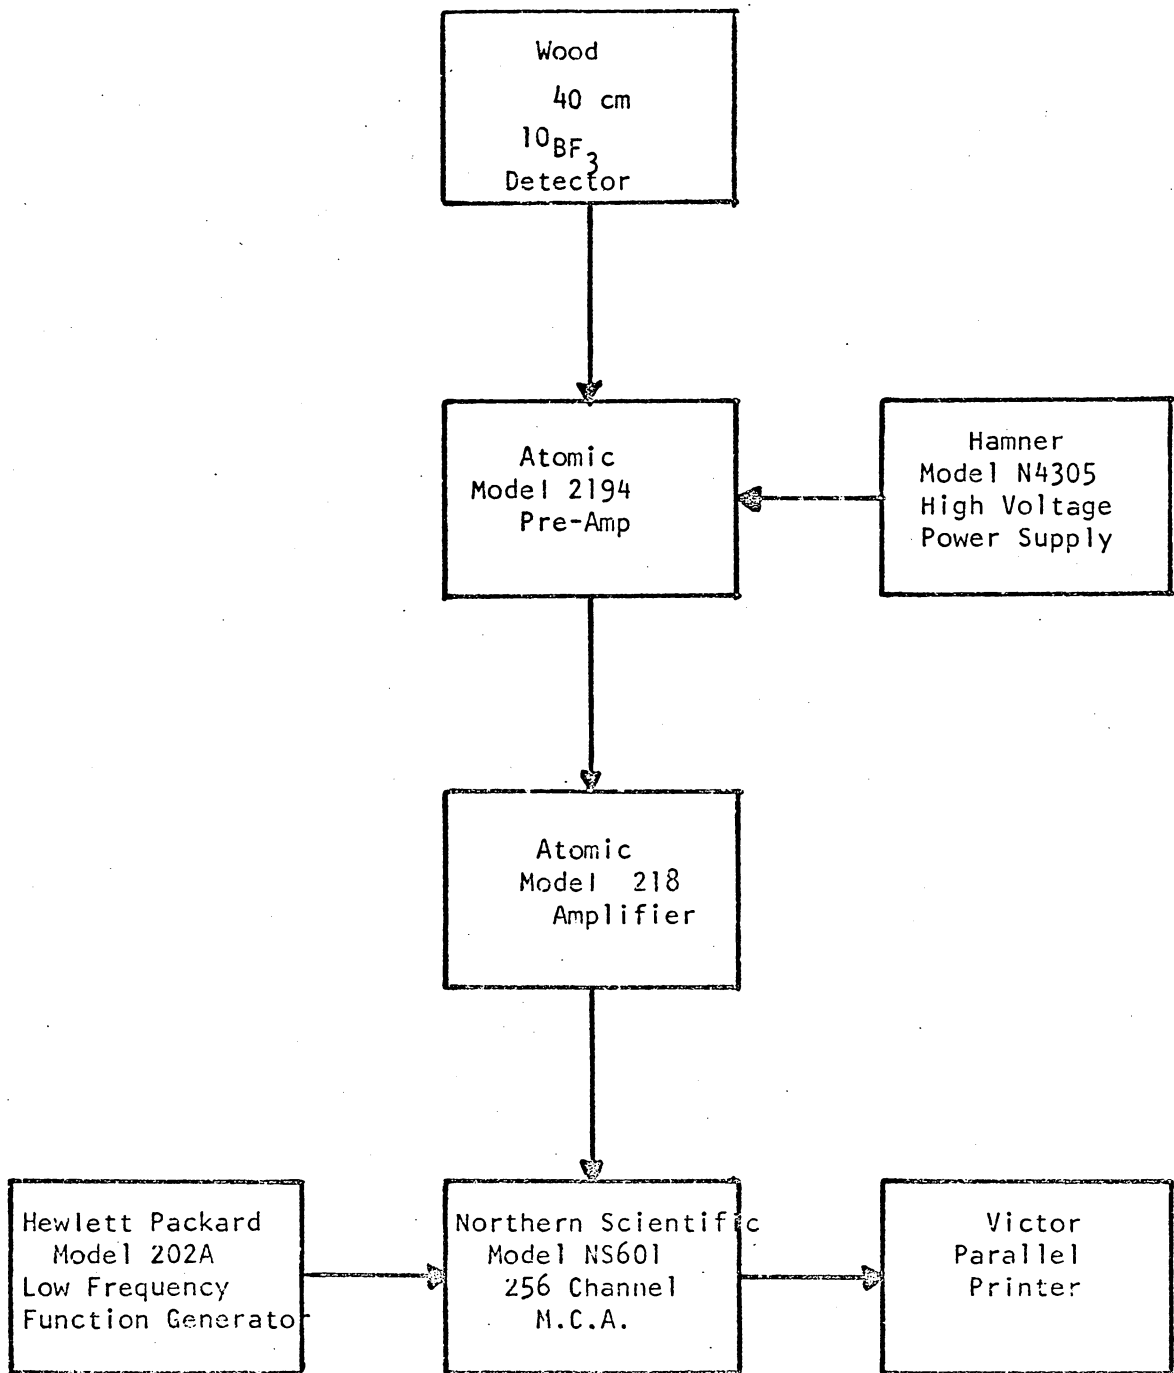 Wood
40 cm
¹⁰BF₃
Detector
Atomic
Model 2194
Pre-Amp
Hamner
Model N4305
High Voltage
Power Supply
Atomic
Model 218
Amplifier
Hewlett Packard
Model 202A
Low Frequency
Function Generator
Northern Scientific
Model NS601
256 Channel
M.C.A.
Victor
Parallel
Printer